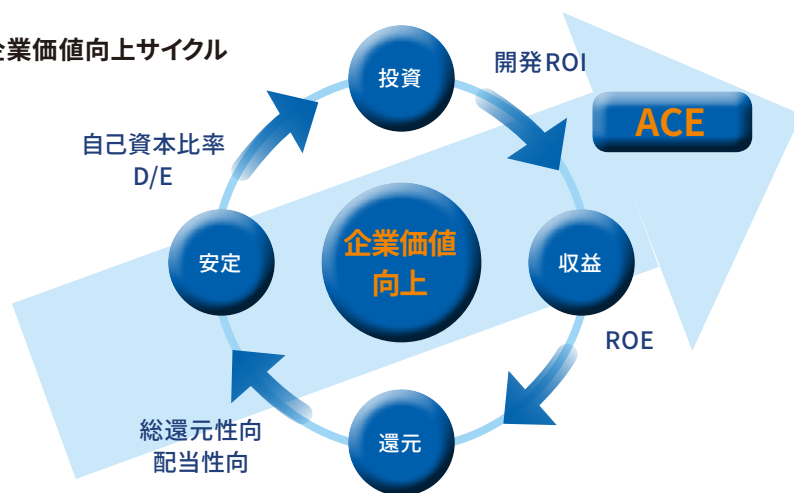 企業価値向上サイクル
投資
開発ROI
ACE
自己資本比率
D/E
安定
企業価値
向上
収益
ROE
総還元性向
配当性向
還元